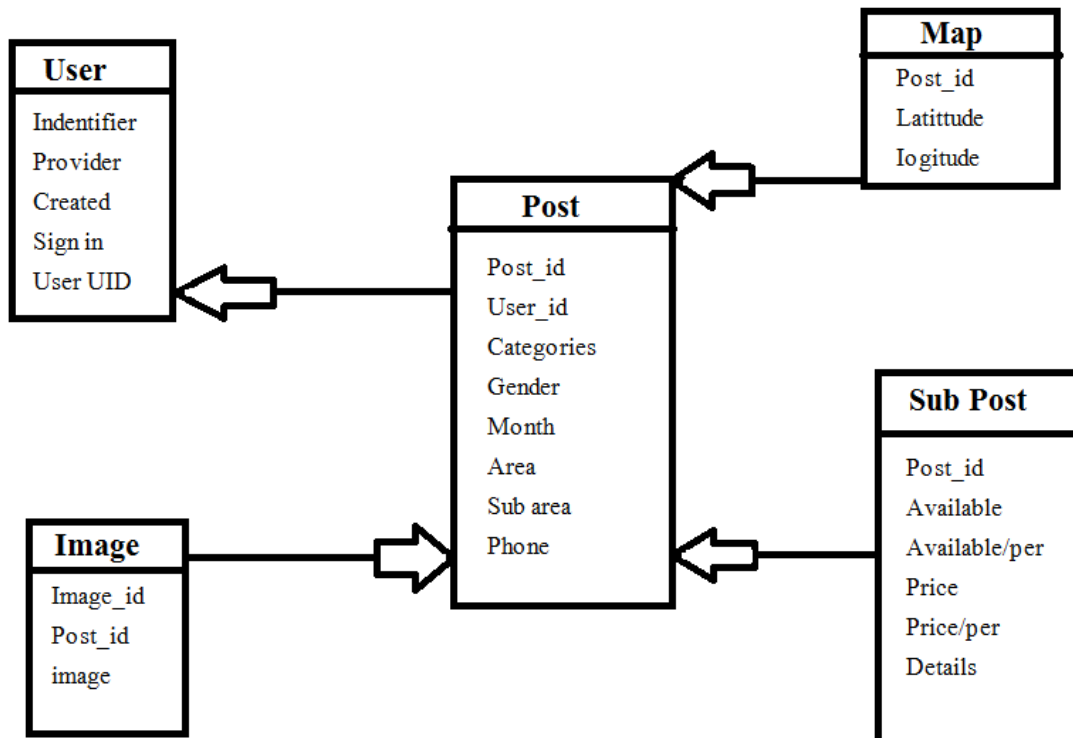 User
Indentifier
Provider
Created
Sign in
User UID
Map
Post_id
Latittude
Iogitude
Post
Post_id
User_id
Categories
Gender
Month
Area
Sub area
Phone
Image
Image_id
Post_id
image
Sub Post
Post_id
Available
Available/per
Price
Price/per
Details